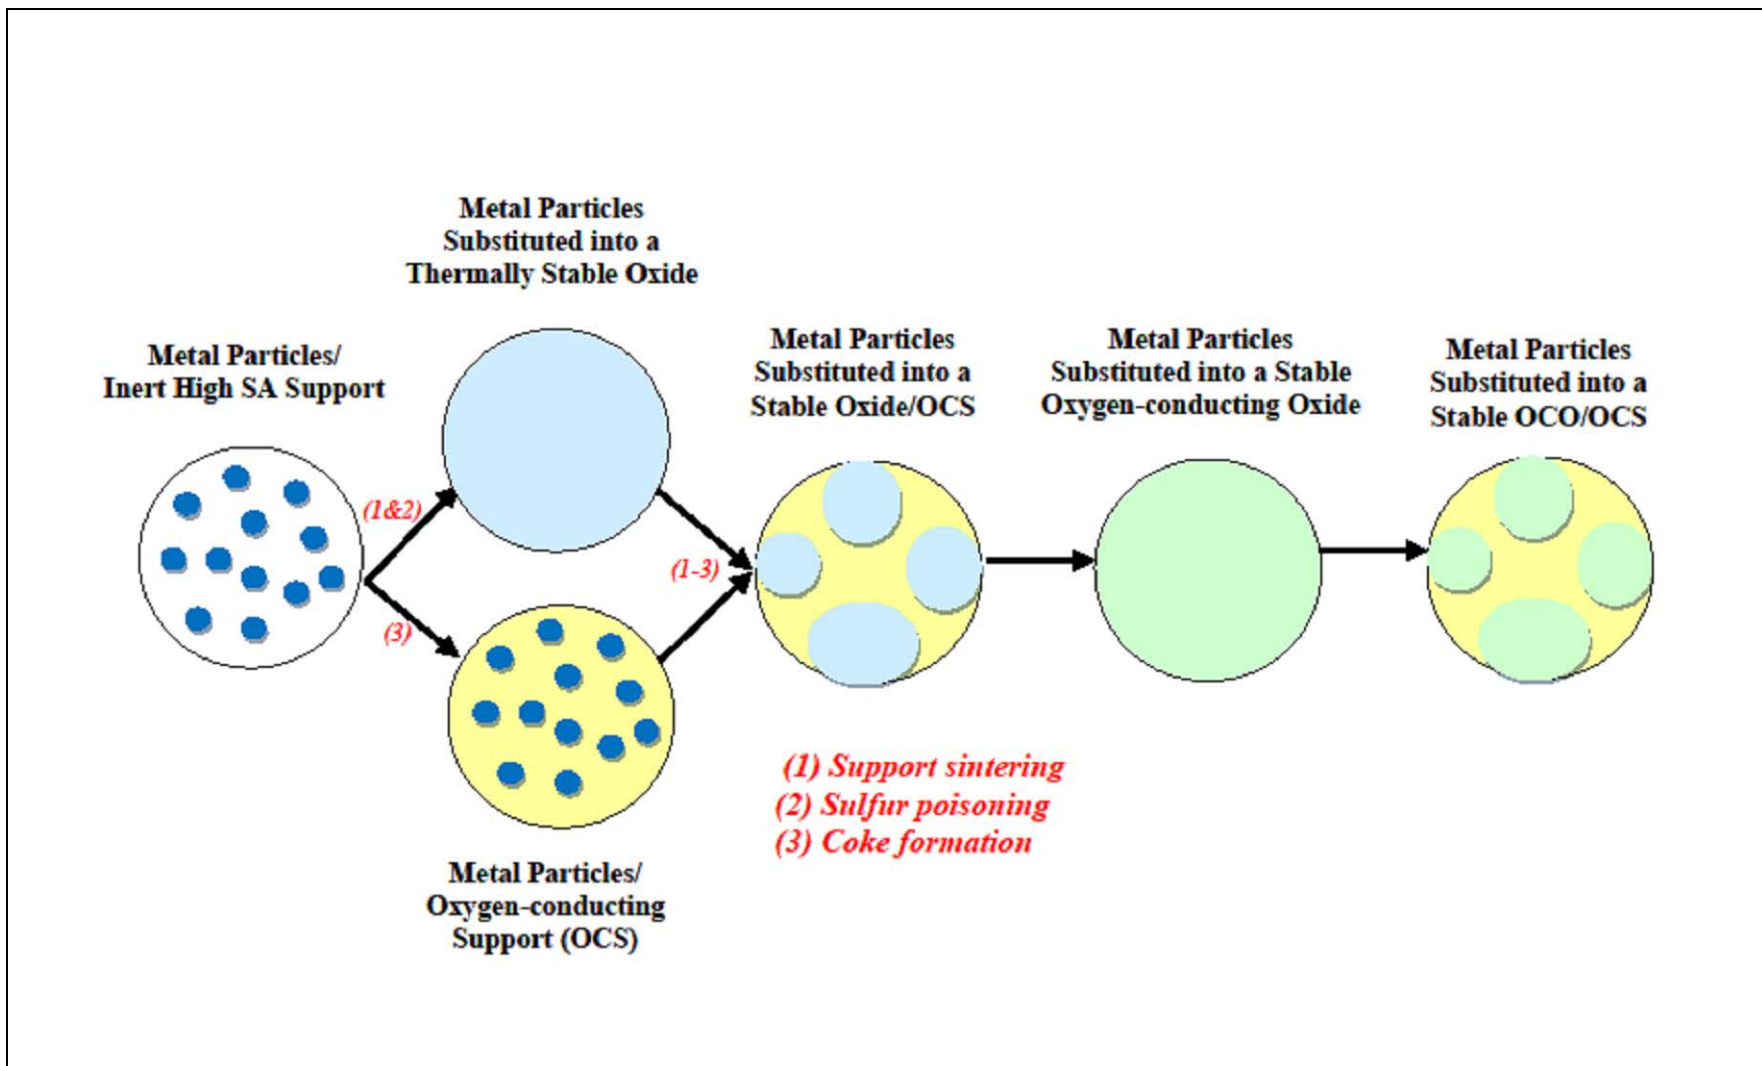 Metal Particles/
Inert High SA Support
Metal Particles
Substituted into a
Thermally Stable Oxide
(1&2)
(3)
Metal Particles/
Oxygen-conducting
Support (OCS)
(1-3)
Metal Particles
Substituted into a
Stable Oxide/OCS
Metal Particles
Substituted into a Stable
Oxygen-conducting Oxide
Metal Particles
Substituted into a
Stable OCO/OCS
(1) Support sintering
(2) Sulfur poisoning
(3) Coke formation